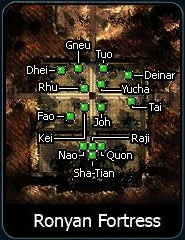 Gneu
Tuo
Dhei
Deinar
Rhu
Yucha
Tai
Fao
Joh
Kei
Raji
Nao
Quon
Sha-Tian
Ronyan Fortress